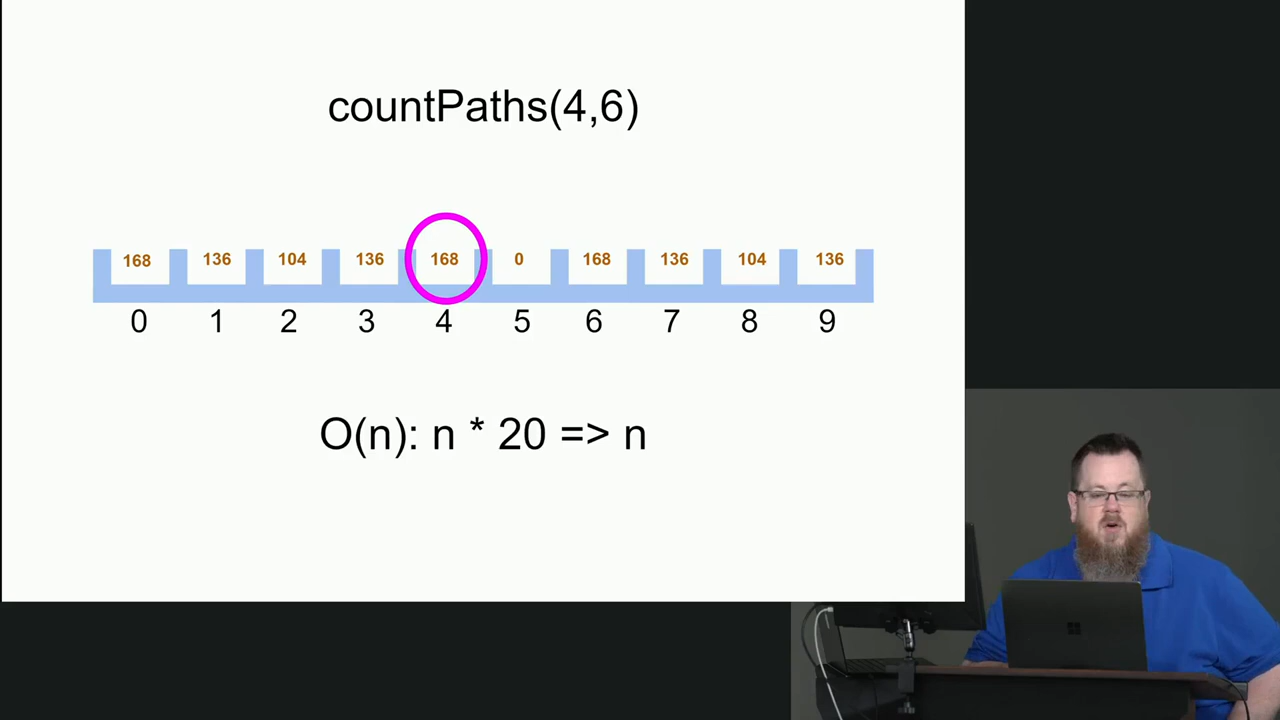 countPaths(4,6)
168 136 104 136 168 0 168 136 104 136
0 1 2 3 4 5 6 7 8 9
O(n): n * 20 => n